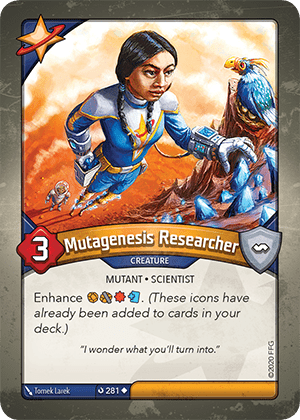 Mutagenesis Researcher
3
CREATURE
MUTANT • SCIENTIST
Enhance . (These icons have
already been added to cards in your
deck.)
"I wonder what you'll turn into."
Tomek Larek
281
©2020 FFG